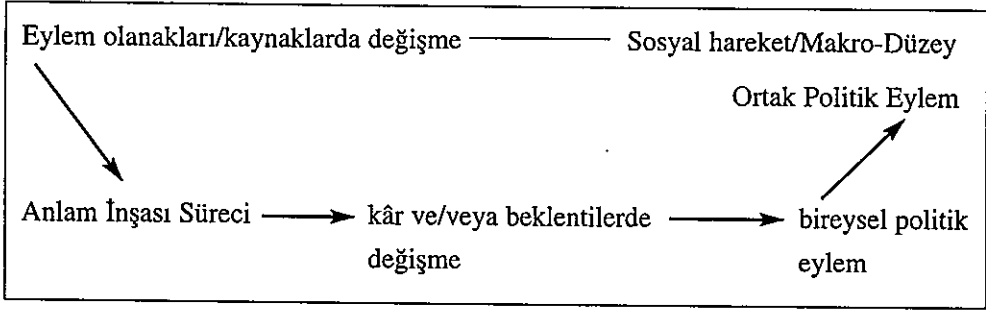 Eylem olanakları/kaynaklarda değişme Sosyal hareket/Makro-Düzey
Ortak Politik Eylem
Anlam İnşası Süreci kâr ve/veya beklentilerde bireysel politik
değişme eylem